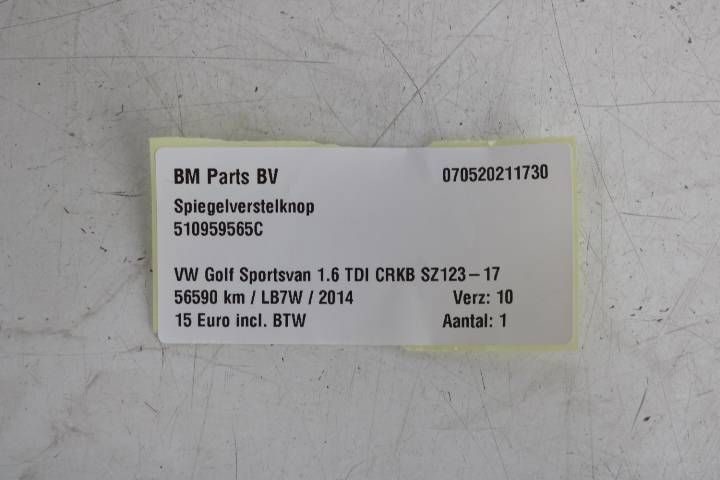 BM Parts BV 070520211730
Spiegelverstelknop
510959565C
VW Golf Sportsvan 1.6 TDI CRKB SZ123-17
56590 km / LB7W / 2014 Verz: 10
15 Euro incl. BTW Aantal: 1